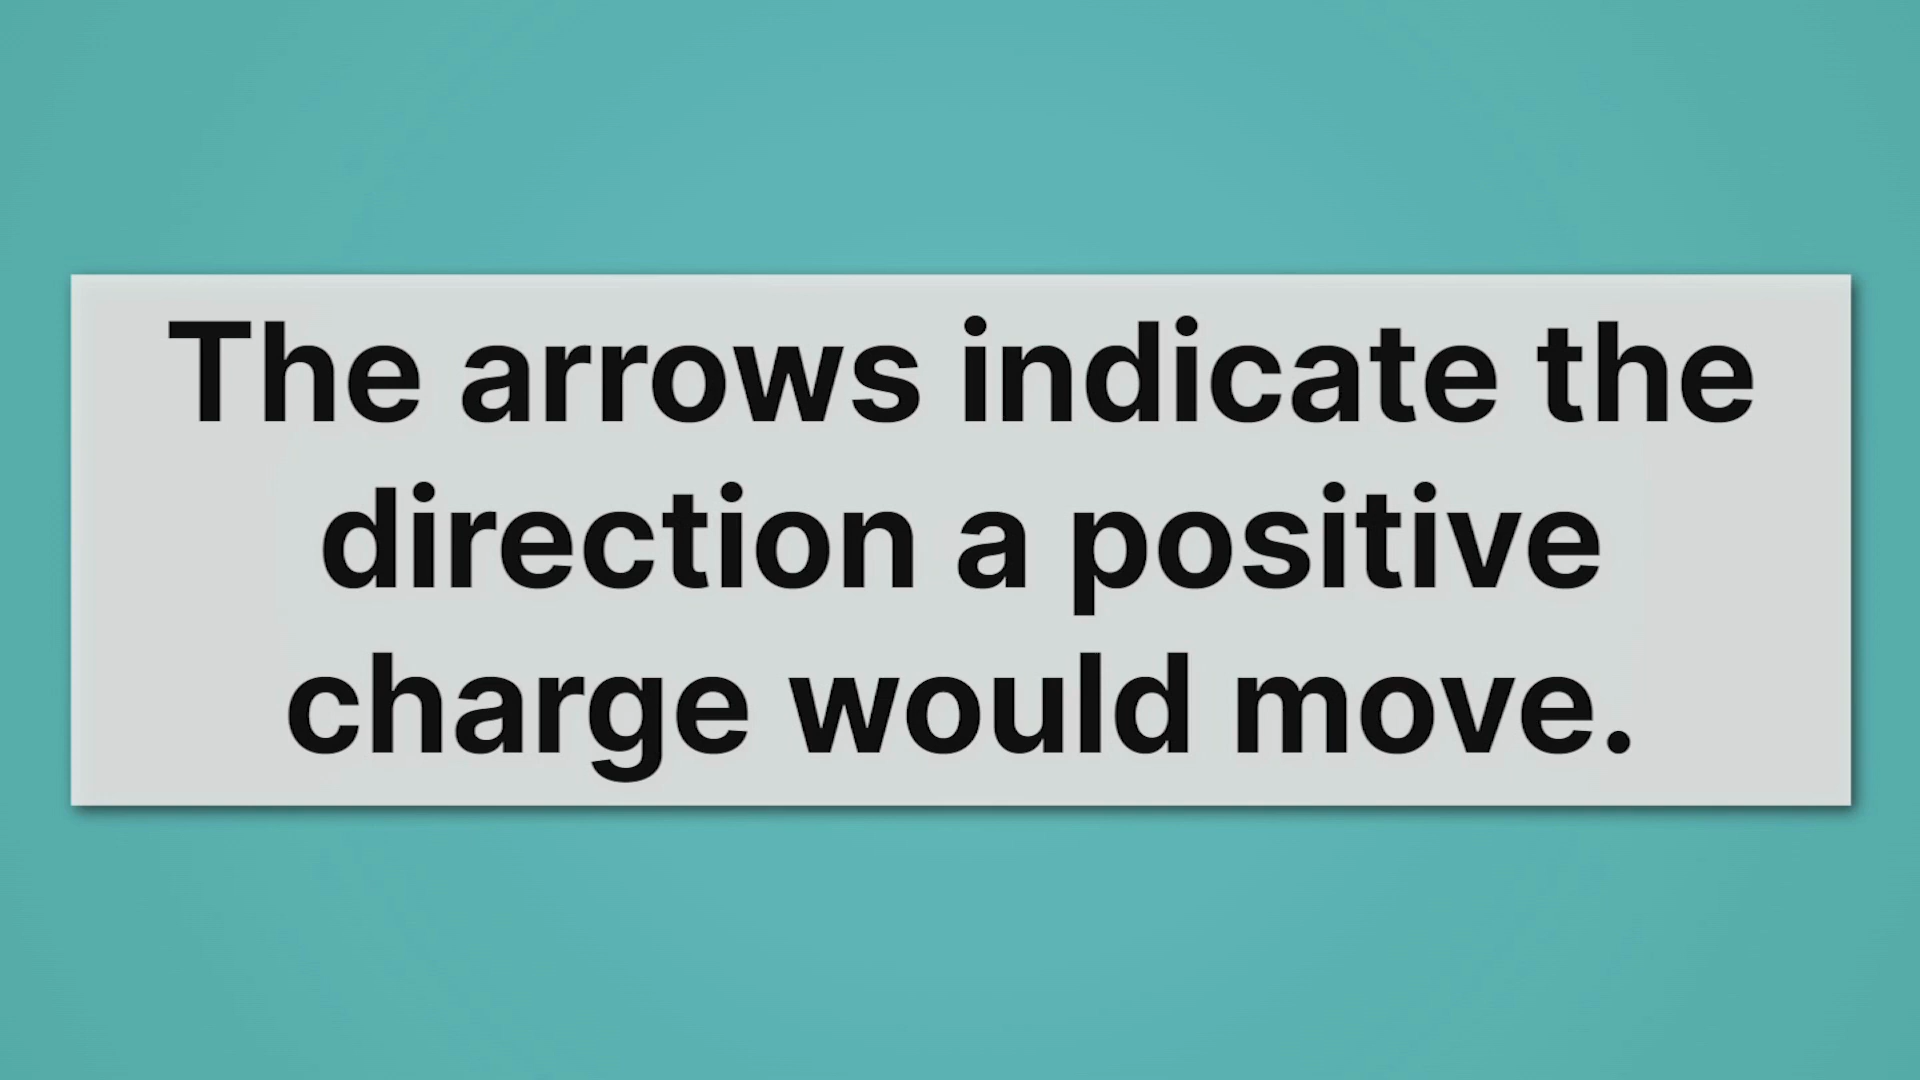 The arrows indicate the
direction a positive
charge would move.